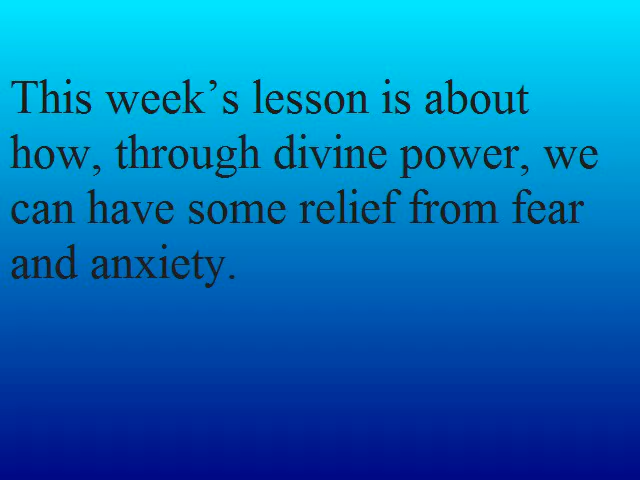 This week’s lesson is about
how, through divine power, we
can have some relief from fear
and anxiety.